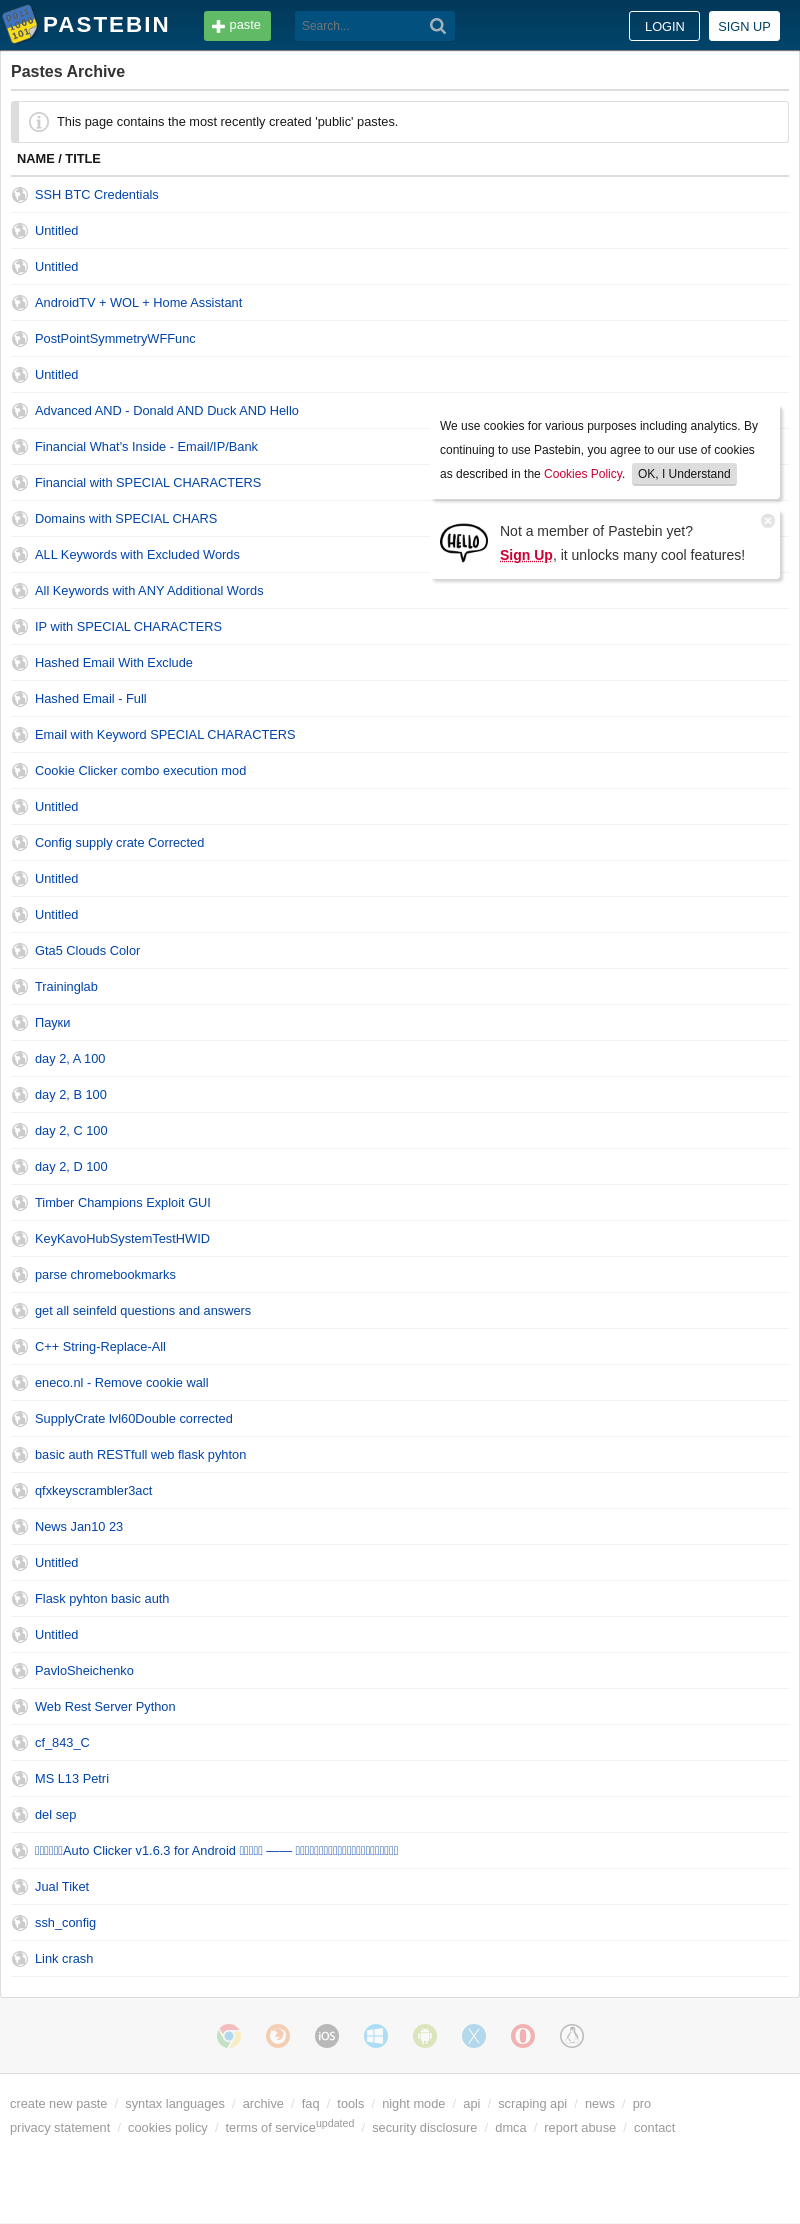 PASTEBIN
paste
Search...
LOGIN
SIGN UP
Pastes Archive
This page contains the most recently created 'public' pastes.
NAME / TITLE
SSH BTC Credentials
Untitled
Untitled
AndroidTV + WOL + Home Assistant
PostPointSymmetryWFFunc
Untitled
Advanced AND - Donald AND Duck AND Hello
Financial What's Inside - Email/IP/Bank
Financial with SPECIAL CHARACTERS
Domains with SPECIAL CHARS
ALL Keywords with Excluded Words
All Keywords with ANY Additional Words
We use cookies for various purposes including analytics. By
continuing to use Pastebin, you agree to our use of cookies
as described in the Cookies Policy. OK, I Understand
HELLO
Not a member of Pastebin yet?
Sign Up, it unlocks many cool features!
IP with SPECIAL CHARACTERS
Hashed Email With Exclude
Hashed Email - Full
Email with Keyword SPECIAL CHARACTERS
Cookie Clicker combo execution mod
Untitled
Config supply crate Corrected
Untitled
Untitled
Gta5 Clouds Color
Traininglab
Пауки
day 2, A 100
day 2, B 100
day 2, C 100
day 2, D 100
Timber Champions Exploit GUI
KeyKavoHubSystemTestHWID
parse chromebookmarks
get all seinfeld questions and answers
C++ String-Replace-All
eneco.nl - Remove cookie wall
SupplyCrate lvl60Double corrected
basic auth RESTfull web flask pyhton
qfxkeyscrambler3act
News Jan10 23
Untitled
Flask pyhton basic auth
Untitled
PavloSheichenko
Web Rest Server Python
cf_843_C
MS L13 Petri
del sep
Auto Clicker v1.6.3 for Android ——
Jual Tiket
ssh_config
Link crash
iOS
create new paste / syntax languages / archive / faq / tools / night mode / api / scraping api / news / pro
privacy statement / cookies policy / terms of serviceupdated / security disclosure / dmca / report abuse / contact